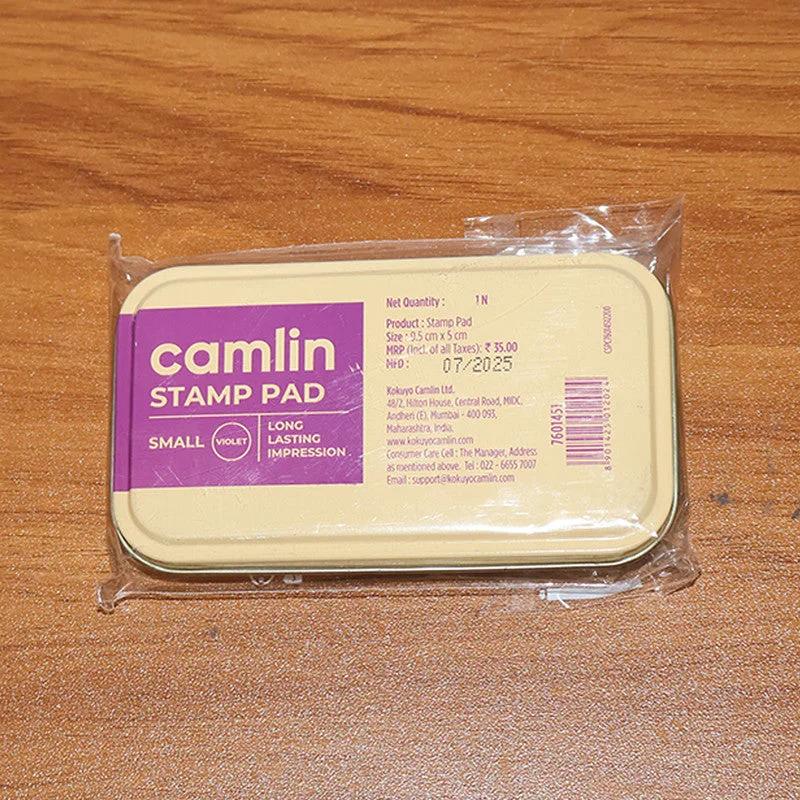 camlin
STAMP PAD
SMALL
VIOLET
LONG
LASTING
IMPRESSION
Net Quantity : 1 N
Product : Stamp Pad
Size : 9.5 cm x 5 cm
MRP (Incl. of all Taxes): ₹ 35.00
MFD : 07/2025
Kokuyo Camlin Ltd.
48/2, Hilton House, Central Road, MIDC,
Andheri (E), Mumbai - 400 093,
Maharashtra, India.
www.kokuyocamlin.com
Consumer Care Cell : The Manager, Address
as mentioned above. Tel : 022 - 6655 7007
Email : support@kokuyocamlin.com
7601451
8 901425 012024